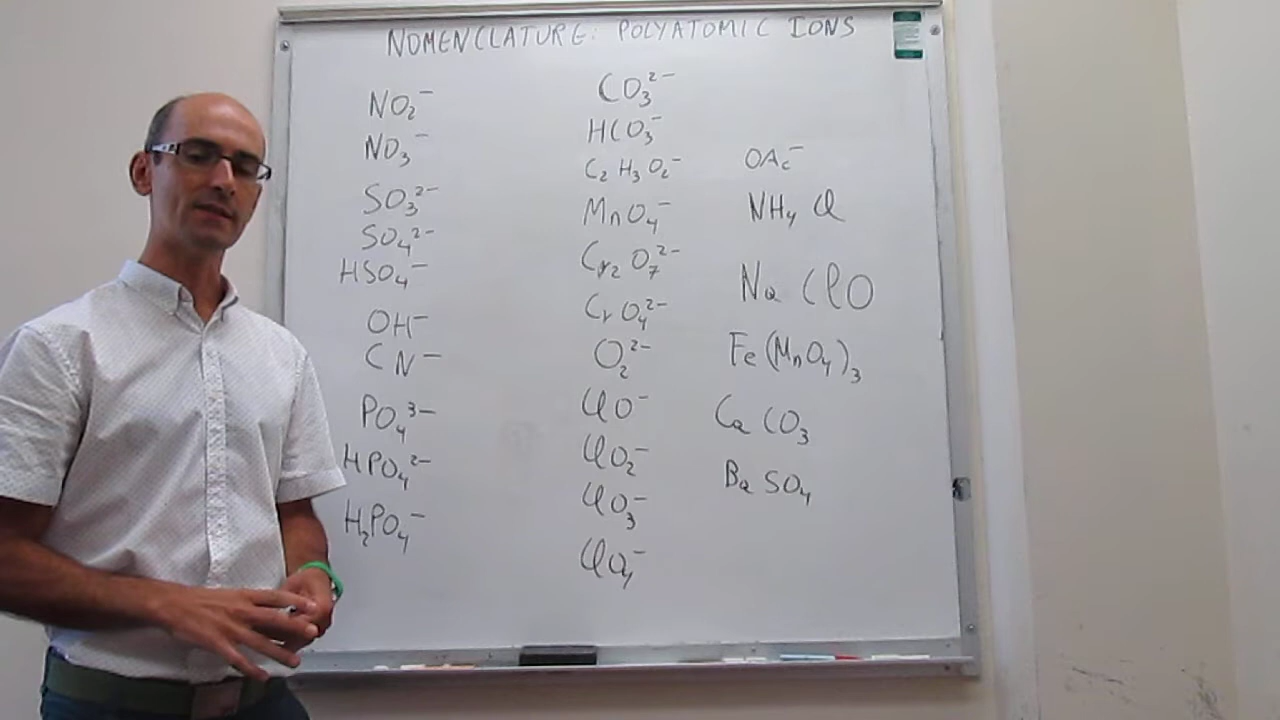 NOMENCLATURE: POLYATOMIC IONS
NO₂⁻
NO₃⁻
SO₃²⁻
SO₄²⁻
HSO₄⁻
OH⁻
CN⁻
PO₄³⁻
HPO₄²⁻
H₂PO₄⁻
CO₃²⁻
HCO₃⁻
C₂H₃O₂⁻
MnO₄⁻
Cr₂O₇²⁻
CrO₄²⁻
O₂²⁻
ClO⁻
ClO₂⁻
ClO₃⁻
ClO₄⁻
OAc⁻
NH₄Cl
NaClO
Fe(MnO₄)₃
CaCO₃
BaSO₄